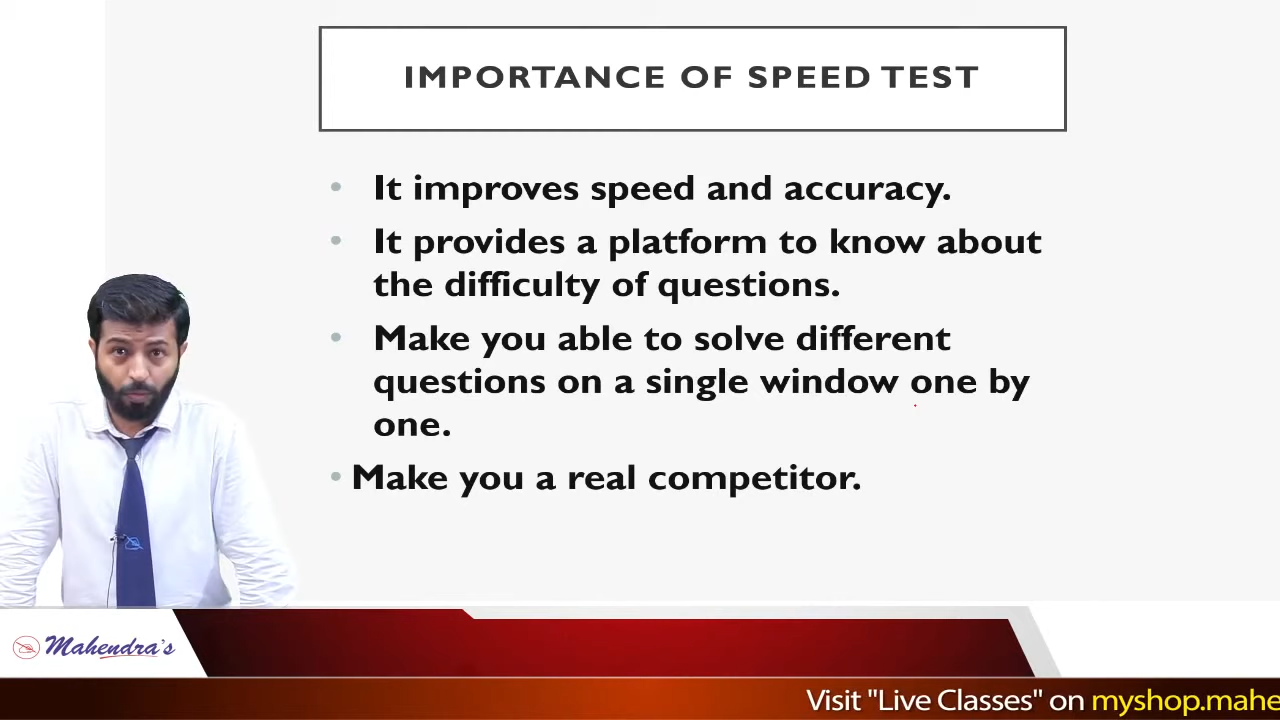 IMPORTANCE OF SPEED TEST
• It improves speed and accuracy.
• It provides a platform to know about
the difficulty of questions.
• Make you able to solve different
questions on a single window one by
one.
• Make you a real competitor.
Mahendra's
Visit "Live Classes" on myshop.mahe